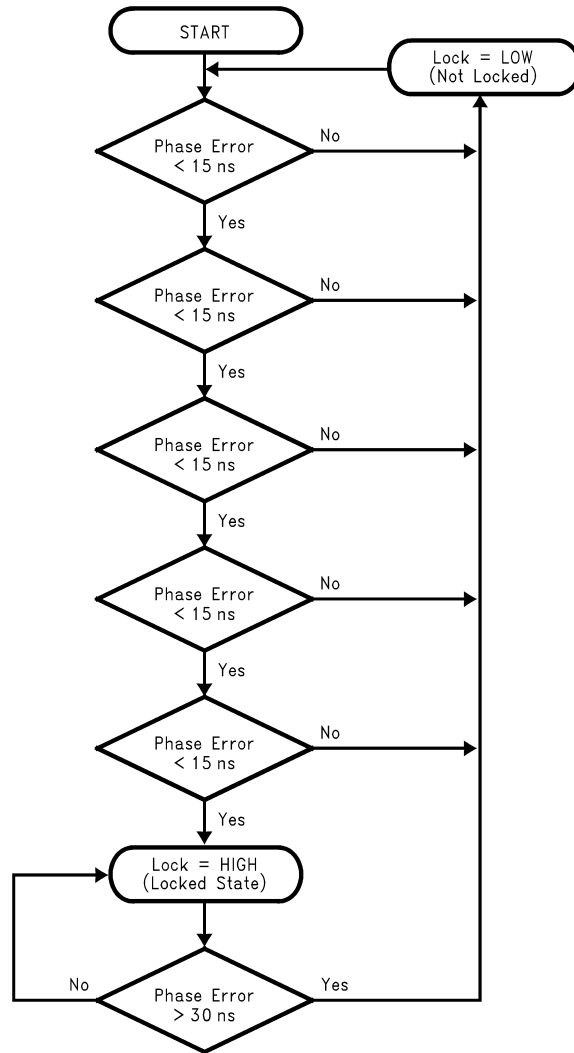 START
Lock = LOW
(Not Locked)
Phase Error
< 15 ns
No
Yes
Phase Error
< 15 ns
No
Yes
Phase Error
< 15 ns
No
Yes
Phase Error
< 15 ns
No
Yes
Phase Error
< 15 ns
No
Yes
Lock = HIGH
(Locked State)
No
Phase Error
> 30 ns
Yes